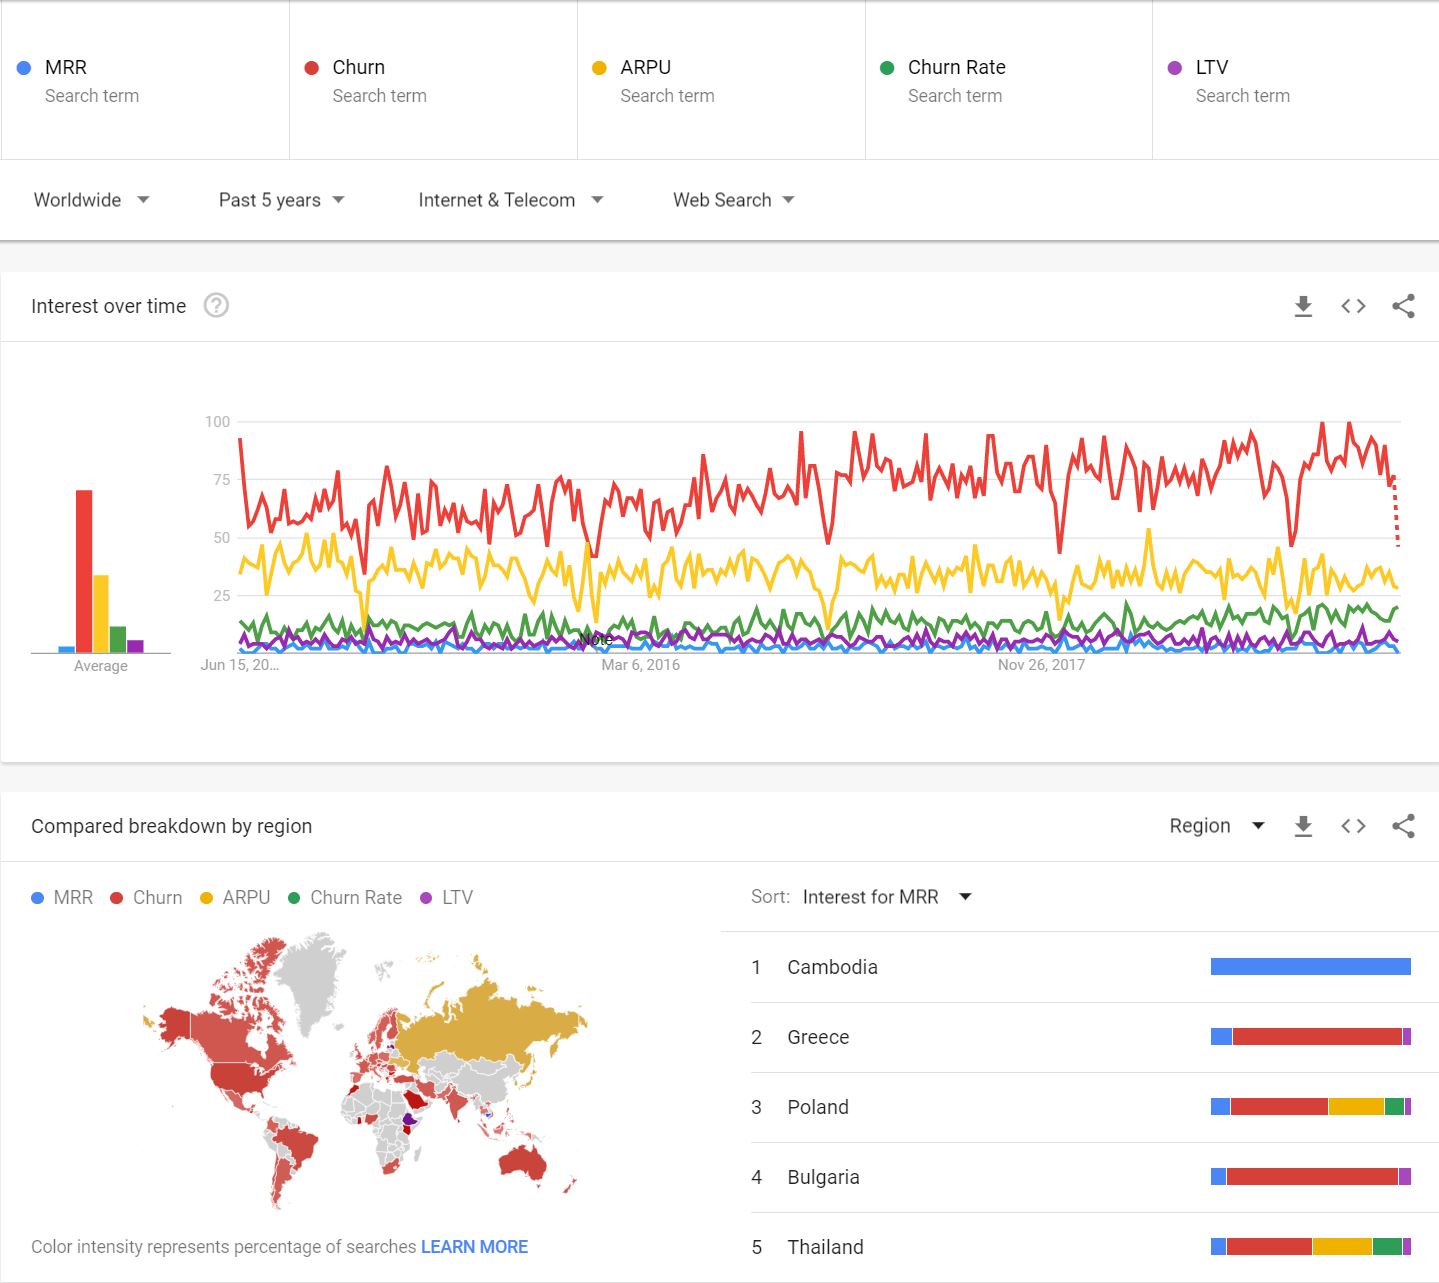 MRR
Search term
Churn
Search term
ARPU
Search term
Churn Rate
Search term
LTV
Search term
Worldwide
Past 5 years
Internet & Telecom
Web Search
Interest over time
?
100
75
50
25
Note
Average
Jun 15, 20...
Mar 6, 2016
Nov 26, 2017
Compared breakdown by region
Region
MRR
Churn
ARPU
Churn Rate
LTV
Sort: Interest for MRR
1 Cambodia
2 Greece
3 Poland
4 Bulgaria
5 Thailand
Color intensity represents percentage of searches LEARN MORE